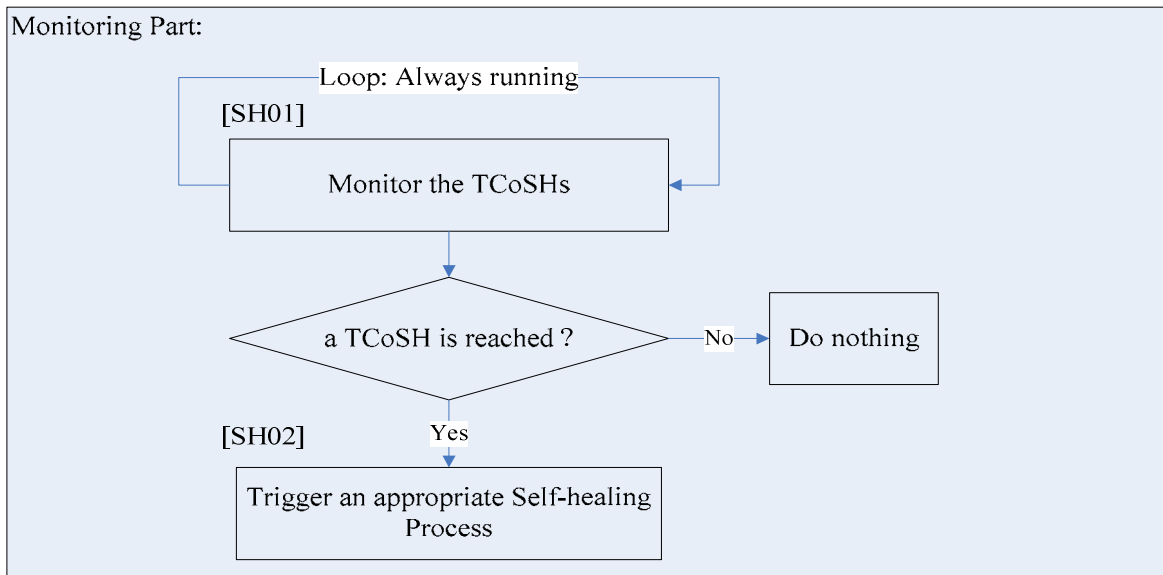 Monitoring Part:
Loop: Always running
[SH01]
Monitor the TCoSHs
a TCoSH is reached ?
No
Do nothing
[SH02]
Yes
Trigger an appropriate Self-healing
Process